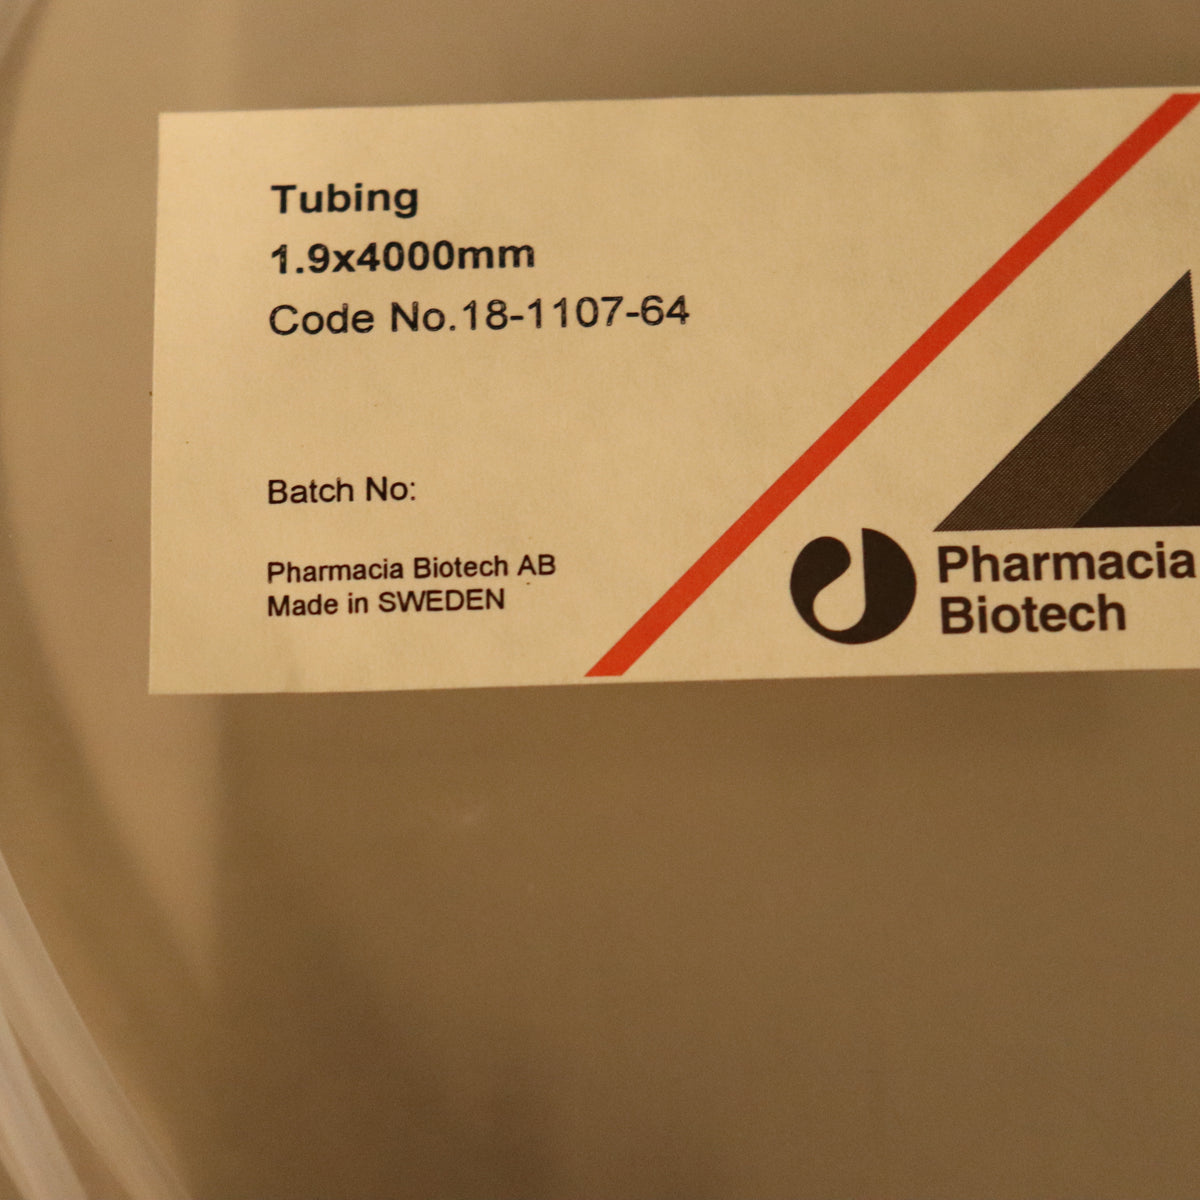 Tubing
1.9x4000mm
Code No.18-1107-64
Batch No:
Pharmacia Biotech AB
Made in SWEDEN
Pharmacia
Biotech